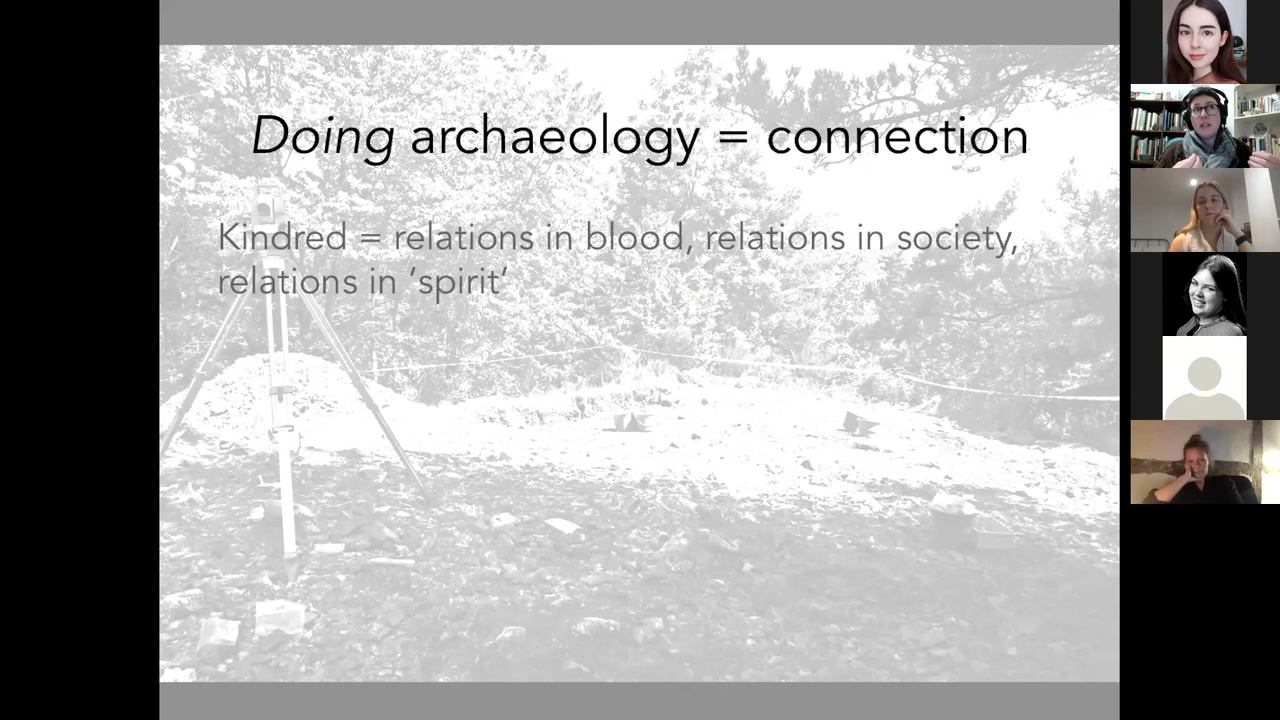 Doing archaeology = connection
Kindred = relations in blood, relations in society,
relations in ‘spirit’